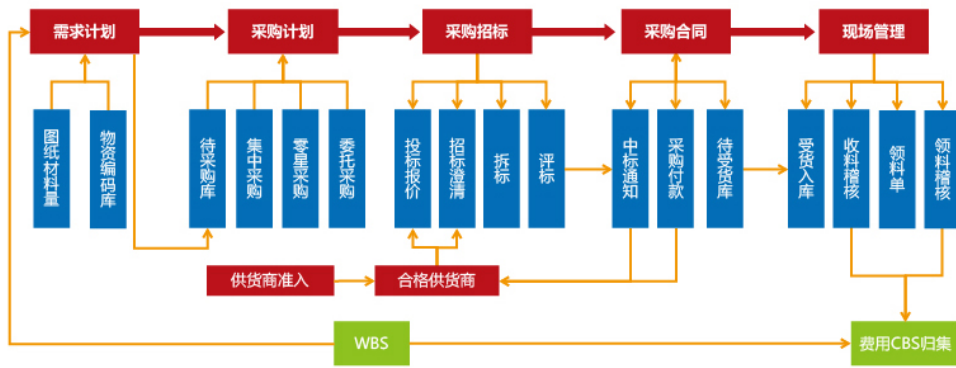 需求计划
采购计划
采购招标
采购合同
现场管理
图纸材料量
物资编码库
待采购库
集中采购
零星采购
委托采购
投标报价
招标澄清
拆标
评标
中标通知
采购付款
待受货库
受货入库
收料稽核
领料单
领料稽核
供货商准入
合格供货商
WBS
费用CBS归集